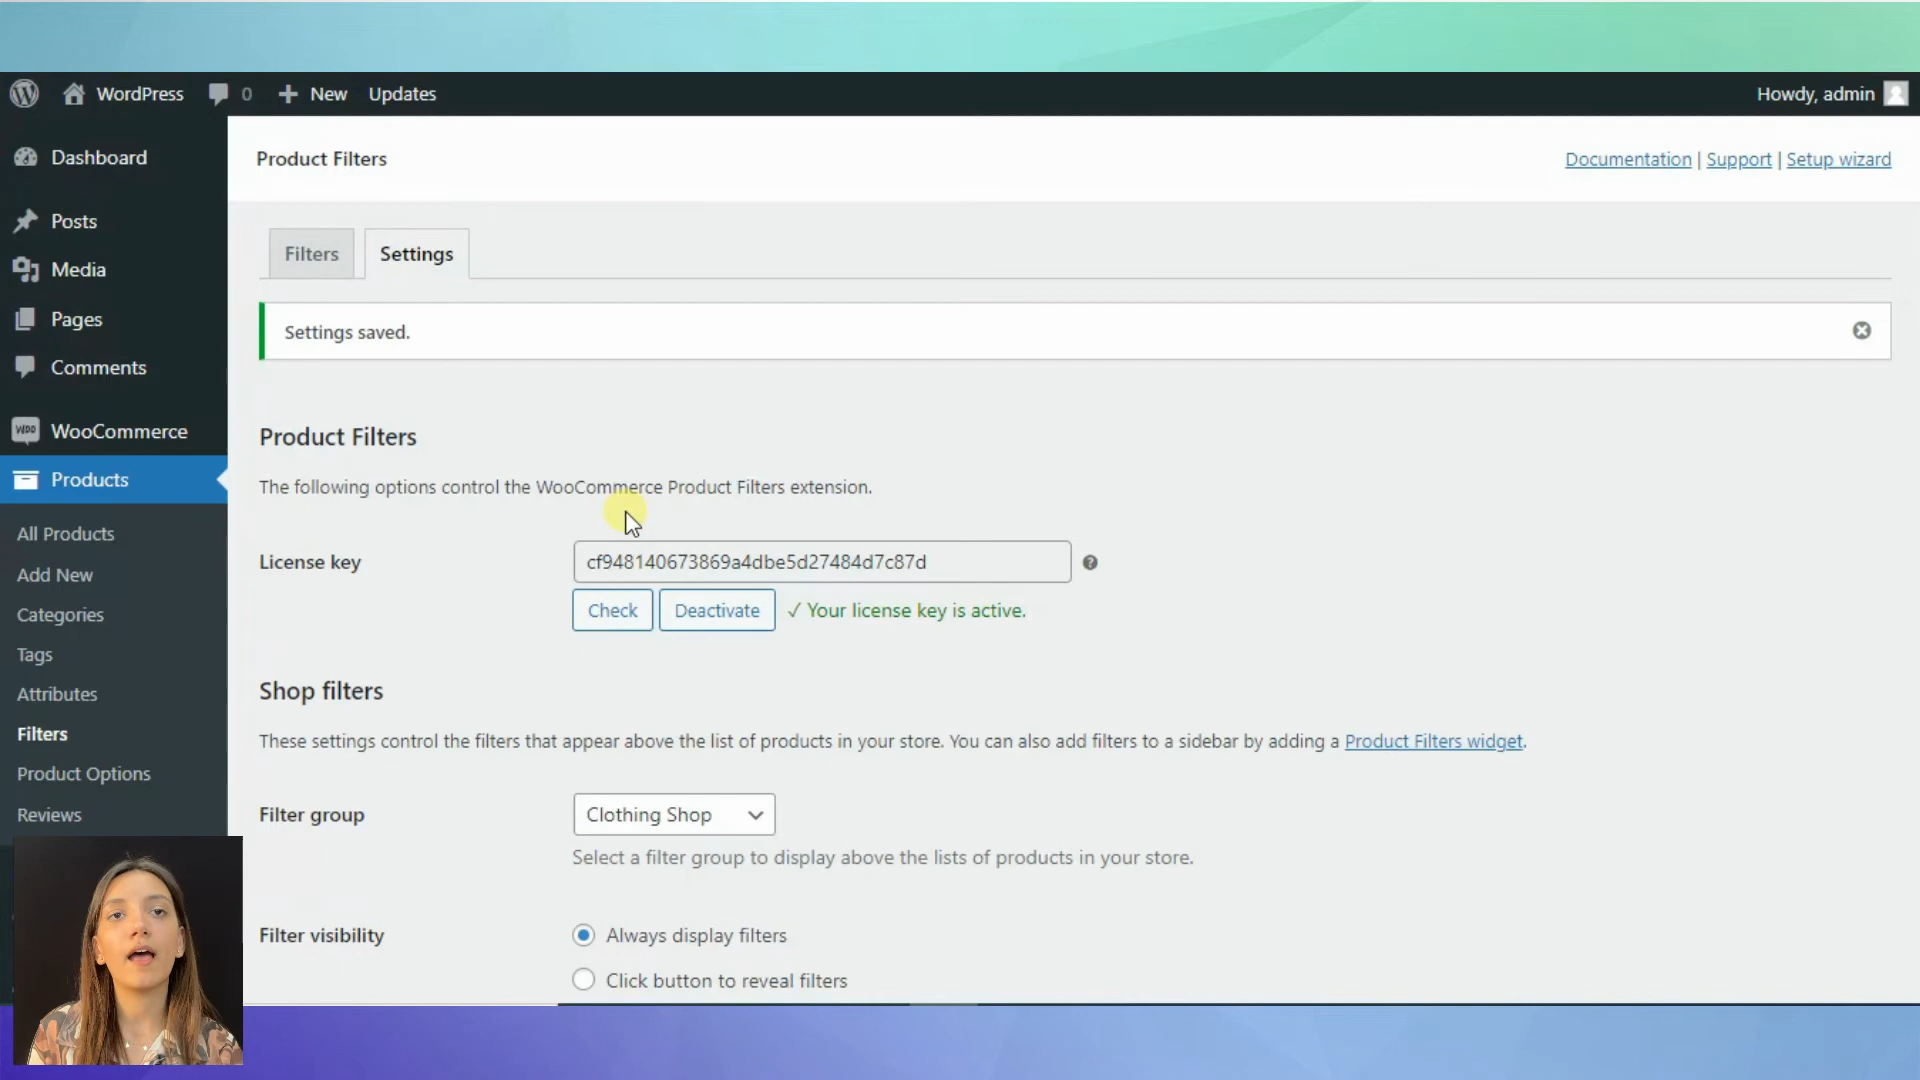 WordPress 0 New Updates Howdy, admin
Dashboard
Posts
Media
Pages
Comments
WOO WooCommerce
Products
All Products
Add New
Categories
Tags
Attributes
Filters
Product Options
Reviews
Product Filters
Documentation | Support | Setup wizard
Filters Settings
Settings saved.
Product Filters
The following options control the WooCommerce Product Filters extension.
License key cf948140673869a4dbe5d27484d7c87d
Check Deactivate ✓ Your license key is active.
Shop filters
These settings control the filters that appear above the list of products in your store. You can also add filters to a sidebar by adding a Product Filters widget.
Filter group Clothing Shop
Select a filter group to display above the lists of products in your store.
Filter visibility Always display filters
Click button to reveal filters